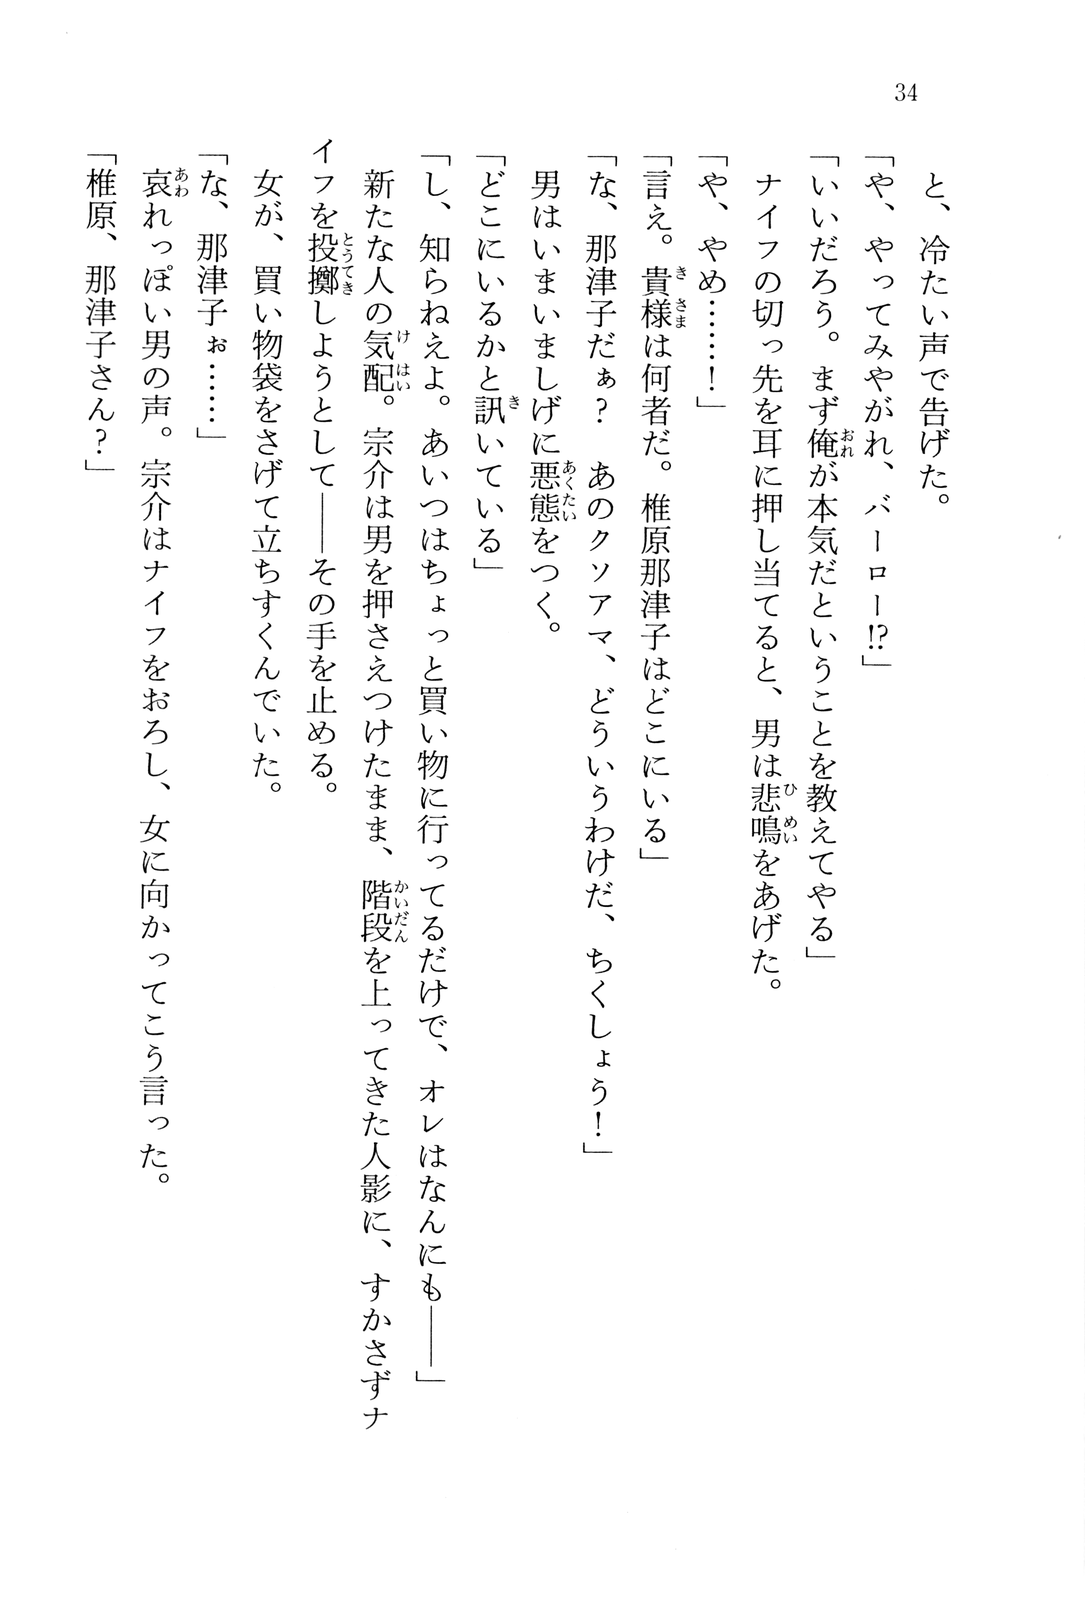 34
と、冷たい声で告げた。
「や、やってみやがれ、バーロー!?」
「いいだろう。まず俺が本気だということを教えてやる」
ナイフの切っ先を耳に押し当てると、男は悲鳴をあげた。
「や、やめ……！」
「言え。貴様は何者だ。椎原那津子はどこにいる」
「な、那津子だぁ？　あのクソアマ、どういうわけだ、ちくしょう！」
男はいまいましげに悪態をつく。
「どこにいるかと訊いている」
「し、知らねえよ。あいつはちょっと買い物に行ってるだけで、オレはなんにも――」
新たな人の気配。宗介は男を押さえつけたまま、階段を上ってきた人影に、すかさずナ
イフを投擲しようとして――その手を止める。
女が、買い物袋をさげて立ちすくんでいた。
「な、那津子ぉ……」
哀れっぽい男の声。宗介はナイフをおろし、女に向かってこう言った。
「椎原、那津子さん？」